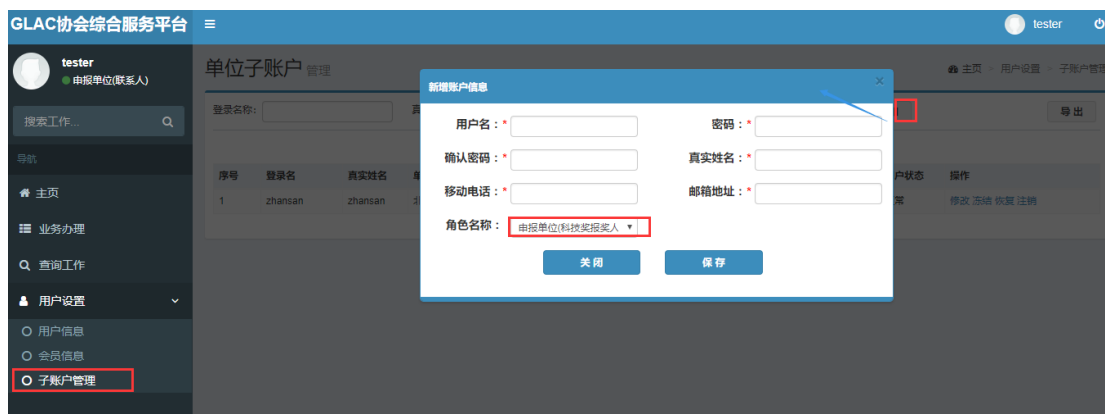 GLAC协会综合服务平台
tester
tester
申报单位(联系人)
单位子账户 管理
主页 > 用户设置 > 子账户管理
新增账户信息 ×
登录名称:
导 出
搜索工作...
用户名：*
密码：*
导航
确认密码：*
真实姓名：*
序号 登录名 真实姓名 户状态 操作
主页
移动电话：*
邮箱地址：*
1 zhansan zhansan 常 修改 冻结 恢复 注销
业务办理
角色名称：
申报单位(科技奖报奖人
查询工作
关 闭 保 存
用户设置
用户信息
会员信息
子账户管理